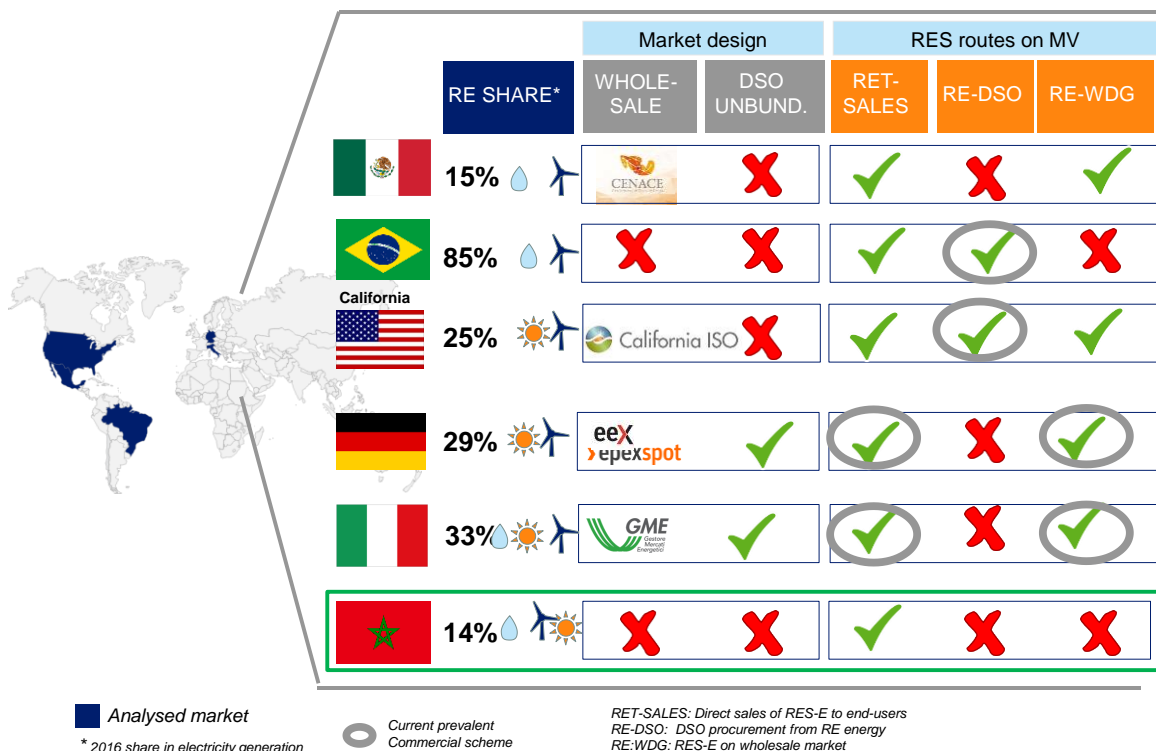 Market design
RES routes on MV
RE SHARE*
WHOLE-
SALE
DSO
UNBUND.
RET-
SALES
RE-DSO
RE-WDG
15%
CENACE
85%
California
25%
California ISO
29%
eex
epexspot
33%
GME
Gestore
Mercati
Energetici
14%
Analysed market
* 2016 share in electricity generation
Current prevalent
Commercial scheme
RET-SALES: Direct sales of RES-E to end-users
RE-DSO: DSO procurement from RE energy
RE:WDG: RES-E on wholesale market